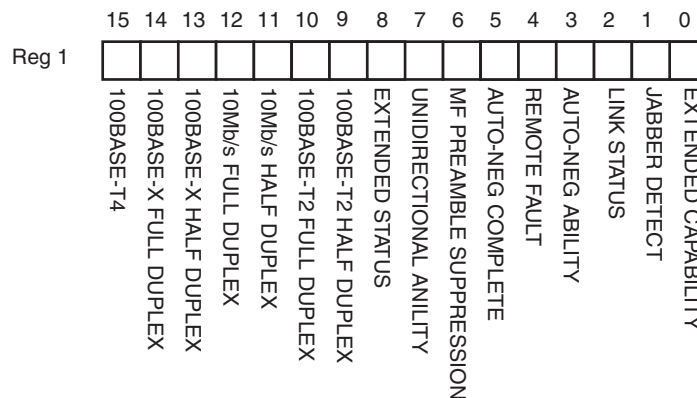 15 14 13 12 11 10 9 8 7 6 5 4 3 2 1 0
Reg 1
100BASE-T4
100BASE-X FULL DUPLEX
100BASE-X HALF DUPLEX
10Mb/s FULL DUPLEX
10Mb/s HALF DUPLEX
100BASE-T2 FULL DUPLEX
100BASE-T2 HALF DUPLEX
EXTENDED STATUS
UNIDIRECTIONAL ANILITY
MF PREAMBLE SUPPRESSION
AUTO-NEG COMPLETE
REMOTE FAULT
AUTO-NEG ABILITY
LINK STATUS
JABBER DETECT
EXTENDED CAPABILITY